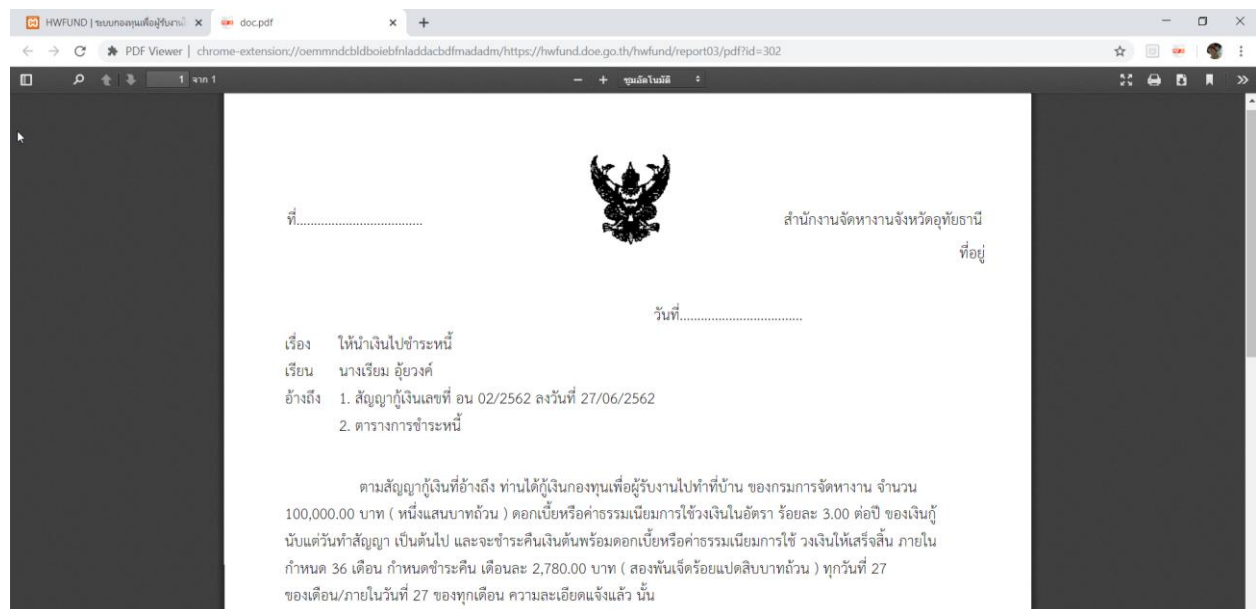 HWFUND | ระบบกองทุนเพื่อผู้รับงานไ
doc.pdf
PDF Viewer | chrome-extension://oemmndcbldboiebfnladdacbdfmadadm/https://hwfund.doe.go.th/hwfund/report03/pdf?id=302
1 จาก 1
ซูมอัตโนมัติ
ที่....................................
สำนักงานจัดหางานจังหวัดอุทัยธานี
ที่อยู่
วันที่...................................
เรื่อง ให้นำเงินไปชำระหนี้
เรียน นางเรียม อุ้ยวงค์
อ้างถึง 1. สัญญากู้เงินเลขที่ อน 02/2562 ลงวันที่ 27/06/2562
2. ตารางการชำระหนี้
ตามสัญญากู้เงินที่อ้างถึง ท่านได้กู้เงินกองทุนเพื่อผู้รับงานไปทำที่บ้าน ของกรมการจัดหางาน จำนวน
100,000.00 บาท ( หนึ่งแสนบาทถ้วน ) ดอกเบี้ยหรือค่าธรรมเนียมการใช้วงเงินในอัตรา ร้อยละ 3.00 ต่อปี ของเงินกู้
นับแต่วันทำสัญญา เป็นต้นไป และจะชำระคืนเงินต้นพร้อมดอกเบี้ยหรือค่าธรรมเนียมการใช้ วงเงินให้เสร็จสิ้น ภายใน
กำหนด 36 เดือน กำหนดชำระคืน เดือนละ 2,780.00 บาท ( สองพันเจ็ดร้อยแปดสิบบาทถ้วน ) ทุกวันที่ 27
ของเดือน/ภายในวันที่ 27 ของทุกเดือน ความละเอียดแจ้งแล้ว นั้น